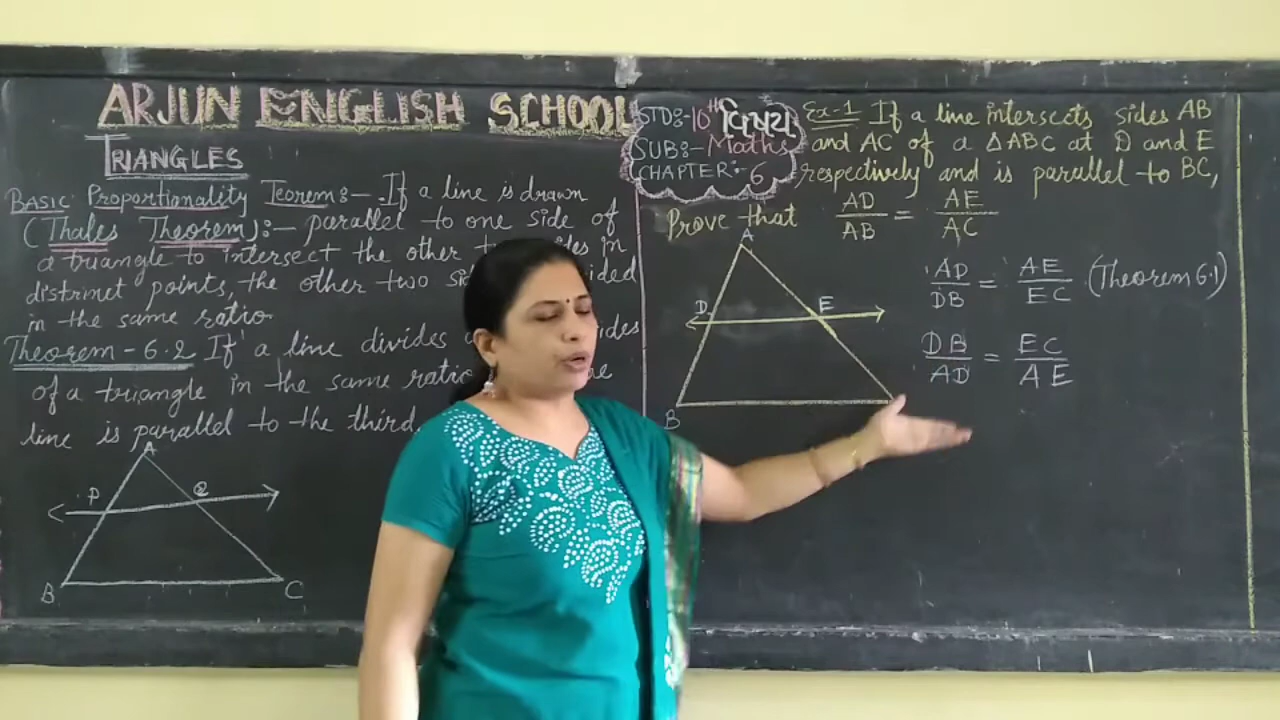 ARJUN ENGLISH SCHOOL
TRIANGLES
BASIC Proportionality Teorem:- If a line is drawn
(Thales Theorem):- parallel to one side of
a triangle to intersect the other in
distrinet points, the other two
in the same ratio
Theorem-6.2 If a line divides
of a triangle in the same ratio
line is parallel to the third.
A
P
Q
B
C
STD:-10th વિષય
SUB:- Maths
CHAPTER:-6
Ex-1 If a line intersects sides AB
and AC of a ΔABC at D and E
respectively and is parallel to BC,
Prove that AD/AB = AE/AC
A
D
E
B
AD/DB = AE/EC (Theorem 6.1)
DB/AD = EC/AE